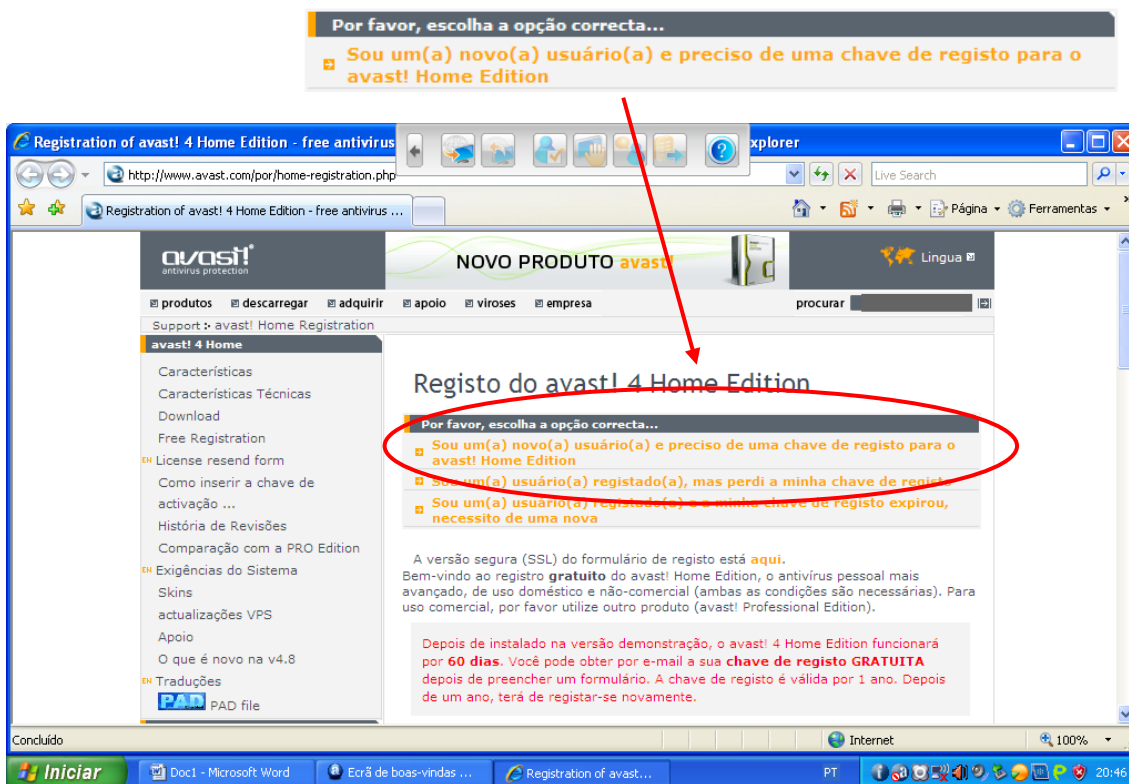 Por favor, escolha a opção correcta...
Sou um(a) novo(a) usuário(a) e preciso de uma chave de registo para o
avast! Home Edition
Registration of avast! 4 Home Edition - free antivirus
xplorer
http://www.avast.com/por/home-registration.php
Live Search
Registration of avast! 4 Home Edition - free antivirus ...
Página
Ferramentas
avast!
antivirus protection
NOVO PRODUTO avast!
Lingua
produtos descarregar adquirir apoio viroses empresa
procurar
Support :- avast! Home Registration
avast! 4 Home
Características
Características Técnicas
Download
Free Registration
EN License resend form
Como inserir a chave de
activação ...
História de Revisões
Comparação com a PRO Edition
EN Exigências do Sistema
Skins
actualizações VPS
Apoio
O que é novo na v4.8
EN Traduções
PAD PAD file
Registo do avast! 4 Home Edition
Por favor, escolha a opção correcta...
Sou um(a) novo(a) usuário(a) e preciso de uma chave de registo para o
avast! Home Edition
Sou um(a) usuário(a) registado(a), mas perdi a minha chave de registo
Sou um(a) usuário(a) registado(a) e a minha chave de registo expirou,
necessito de uma nova
A versão segura (SSL) do formulário de registo está aqui.
Bem-vindo ao registro gratuito do avast! Home Edition, o antivírus pessoal mais
avançado, de uso doméstico e não-comercial (ambas as condições são necessárias). Para
uso comercial, por favor utilize outro produto (avast! Professional Edition).
Depois de instalado na versão demonstração, o avast! 4 Home Edition funcionará
por 60 dias. Você pode obter por e-mail a sua chave de registo GRATUITA
depois de preencher um formulário. A chave de registo é válida por 1 ano. Depois
de um ano, terá de registar-se novamente.
Concluído
Internet
100%
Iniciar
Doc1 - Microsoft Word
Ecrã de boas-vindas ...
Registration of avast...
PT
20:46